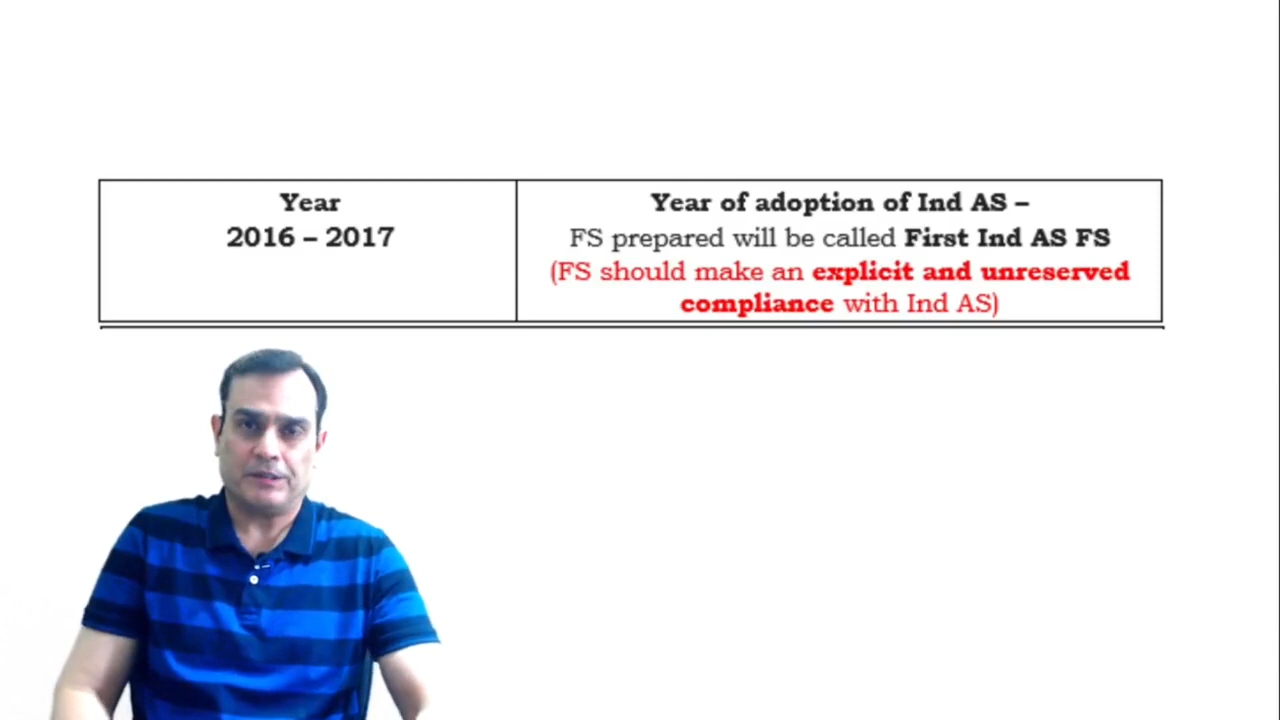 Year
2016 – 2017
Year of adoption of Ind AS –
FS prepared will be called First Ind AS FS
(FS should make an explicit and unreserved
compliance with Ind AS)